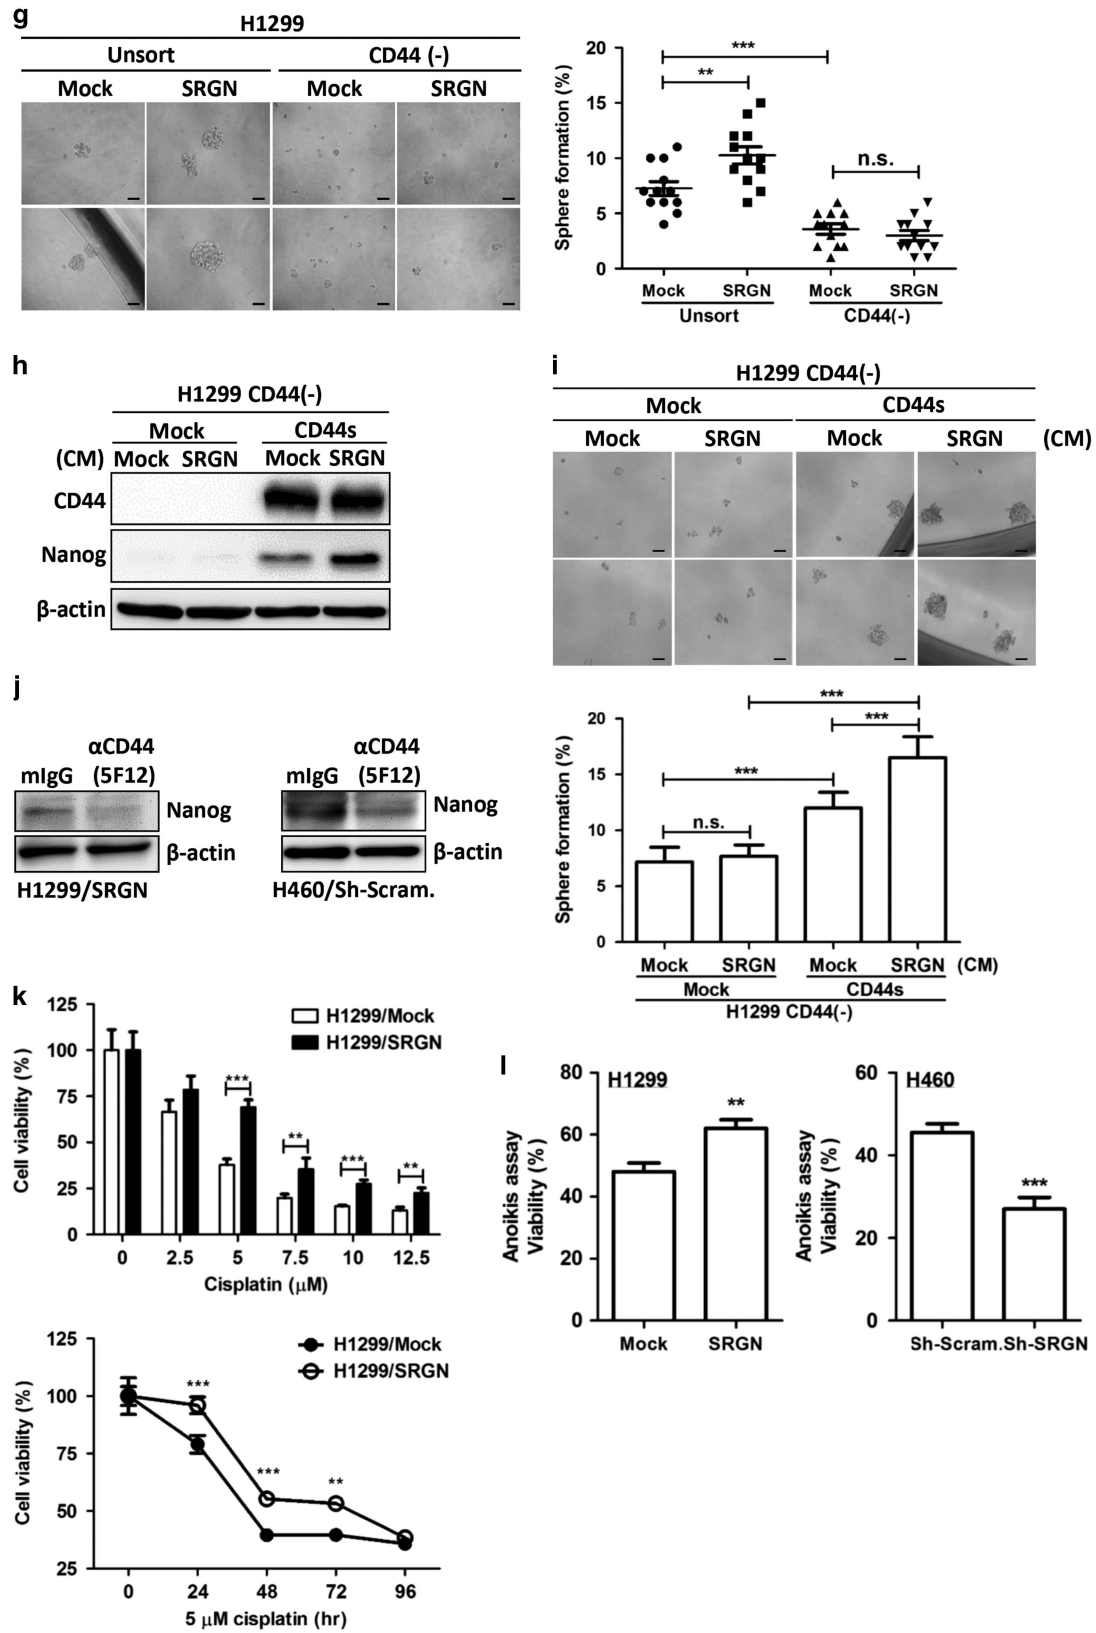 g
H1299
Unsort CD44 (-)
Mock SRGN Mock SRGN
Sphere formation (%)
20
15
10
5
0
***
**
n.s.
Mock SRGN Mock SRGN
Unsort CD44(-)
h
H1299 CD44(-)
Mock CD44s
(CM) Mock SRGN Mock SRGN
CD44
Nanog
β-actin
i
H1299 CD44(-)
Mock CD44s
Mock SRGN Mock SRGN (CM)
Sphere formation (%)
20
15
10
5
0
***
***
***
n.s.
Mock SRGN Mock SRGN (CM)
Mock CD44s
H1299 CD44(-)
j
αCD44
mIgG (5F12)
Nanog
β-actin
H1299/SRGN
αCD44
mIgG (5F12)
Nanog
β-actin
H460/Sh-Scram.
k
Cell viability (%)
125
100
75
50
25
0
H1299/Mock
H1299/SRGN
***
**
***
**
0 2.5 5 7.5 10 12.5
Cisplatin (μM)
Cell viability (%)
125
100
75
50
25
H1299/Mock
H1299/SRGN
***
***
**
0 24 48 72 96
5 μM cisplatin (hr)
l
Anoikis assay
Viability (%)
80
60
40
20
0
H1299
**
Mock SRGN
Anoikis assay
Viability (%)
60
40
20
0
H460
***
Sh-Scram. Sh-SRGN